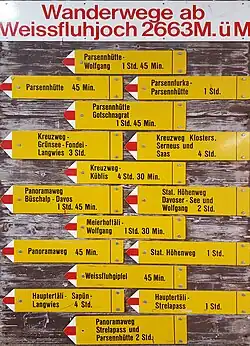 Wanderwege ab
Weissfluhjoch 2663M.ü M
Parsennhütte-
Wolfgang 1 Std. 45 Min.
Parsennhütte 45 Min.
Parsennfurka-
Parsennhütte 1 Std.
Parsennhütte
Gotschnagrat
1 Std. 45 Min.
Kreuzweg-
Grünsee-Fondei-
Langwies 3 Std.
Kreuzweg Klosters,
Serneus und
Saas 4 Std.
Kreuzweg-
Küblis 4 Std. 30 Min.
Panoramaweg
Büschalp-Davos
1 Std. 45 Min.
Stat. Höhenweg
Davoser-See und
Wolfgang 2 Std.
Meierhoftäli-
Wolfgang 1 Std. 30 Min.
Panoramaweg 45 Min.
Stat. Höhenweg 1 Std.
Weissfluhgipfel 45 Min.
Hauptertäli-Sapün-
Langwies 4 Std.
Hauptertäli-
Strelapass 1 Std.
Panoramaweg
Strelapass und
Parsennhütte 2 Std.